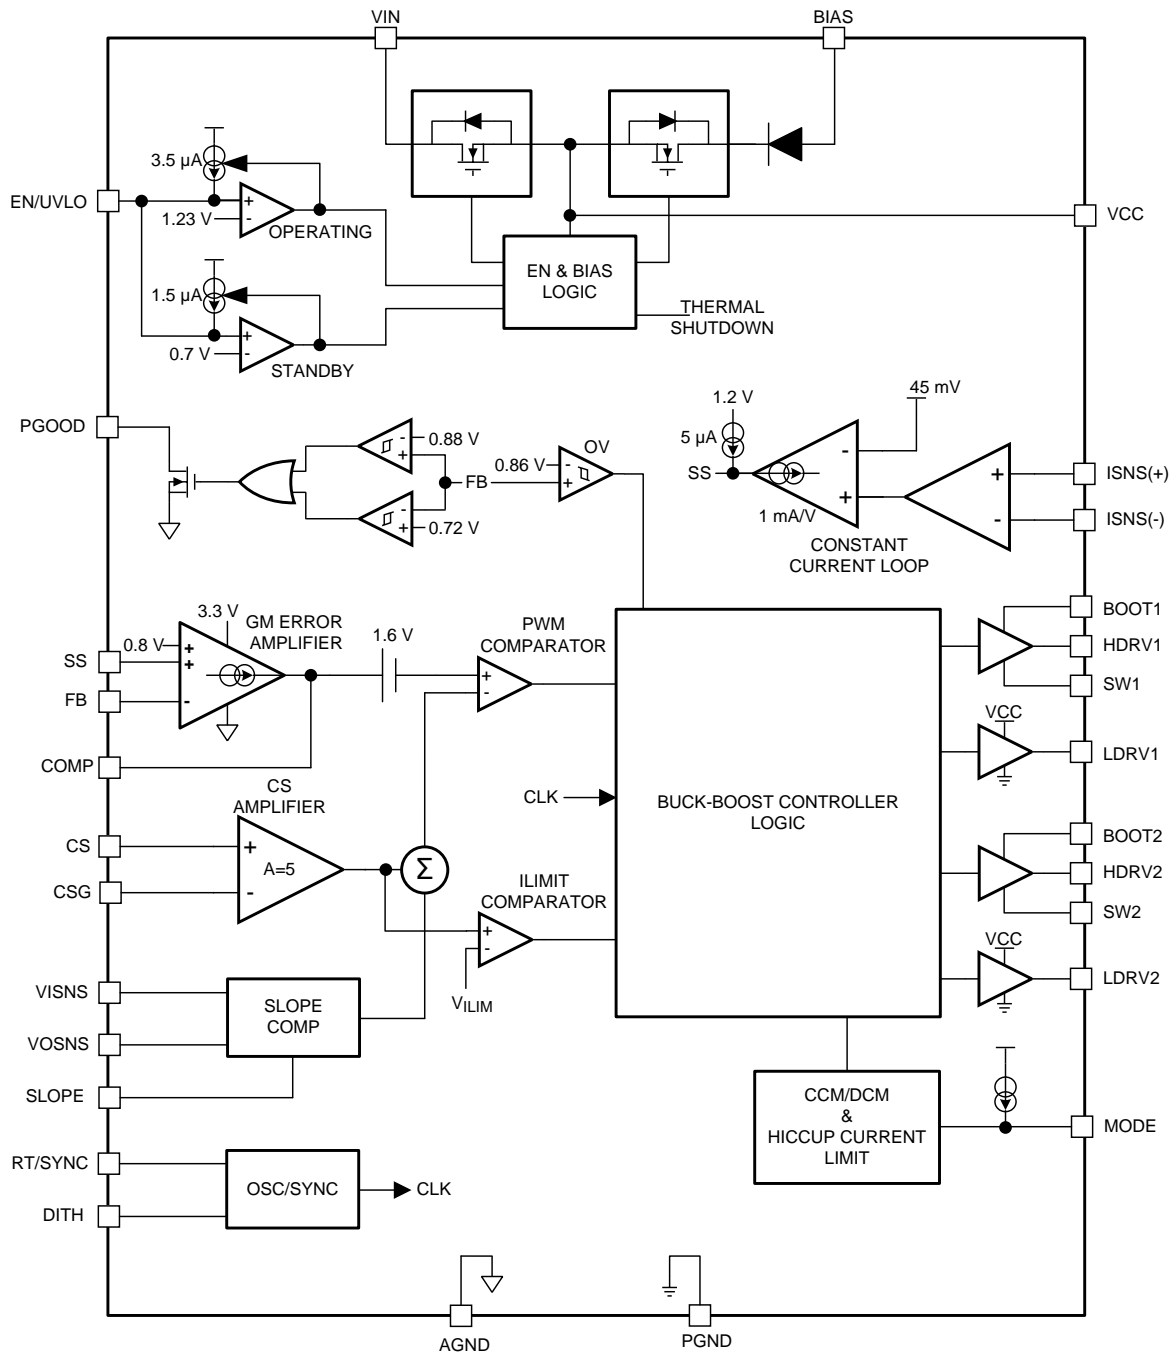 VIN
BIAS
3.5 µA
EN/UVLO
+
1.23 V
-
OPERATING
VCC
EN & BIAS
LOGIC
1.5 µA
+
0.7 V
-
STANDBY
THERMAL
SHUTDOWN
PGOOD
-
0.88 V
+
-
0.72 V
+
FB
0.86 V
-
+
OV
1.2 V
5 µA
SS
45 mV
-
+
1 mA/V
CONSTANT
CURRENT LOOP
+
-
ISNS(+)
ISNS(-)
3.3 V
GM ERROR
AMPLIFIER
0.8 V
+
+
-
SS
FB
COMP
1.6 V
PWM
COMPARATOR
+
-
CS
AMPLIFIER
CS
CSG
+
-
A=5
Σ
CLK
BUCK-BOOST CONTROLLER
LOGIC
ILIMIT
COMPARATOR
+
-
VILIM
BOOT1
HDRV1
SW1
VCC
LDRV1
BOOT2
HDRV2
SW2
VCC
LDRV2
VISNS
VOSNS
SLOPE
SLOPE
COMP
CCM/DCM
&
HICCUP CURRENT
LIMIT
MODE
RT/SYNC
DITH
OSC/SYNC
CLK
AGND
PGND